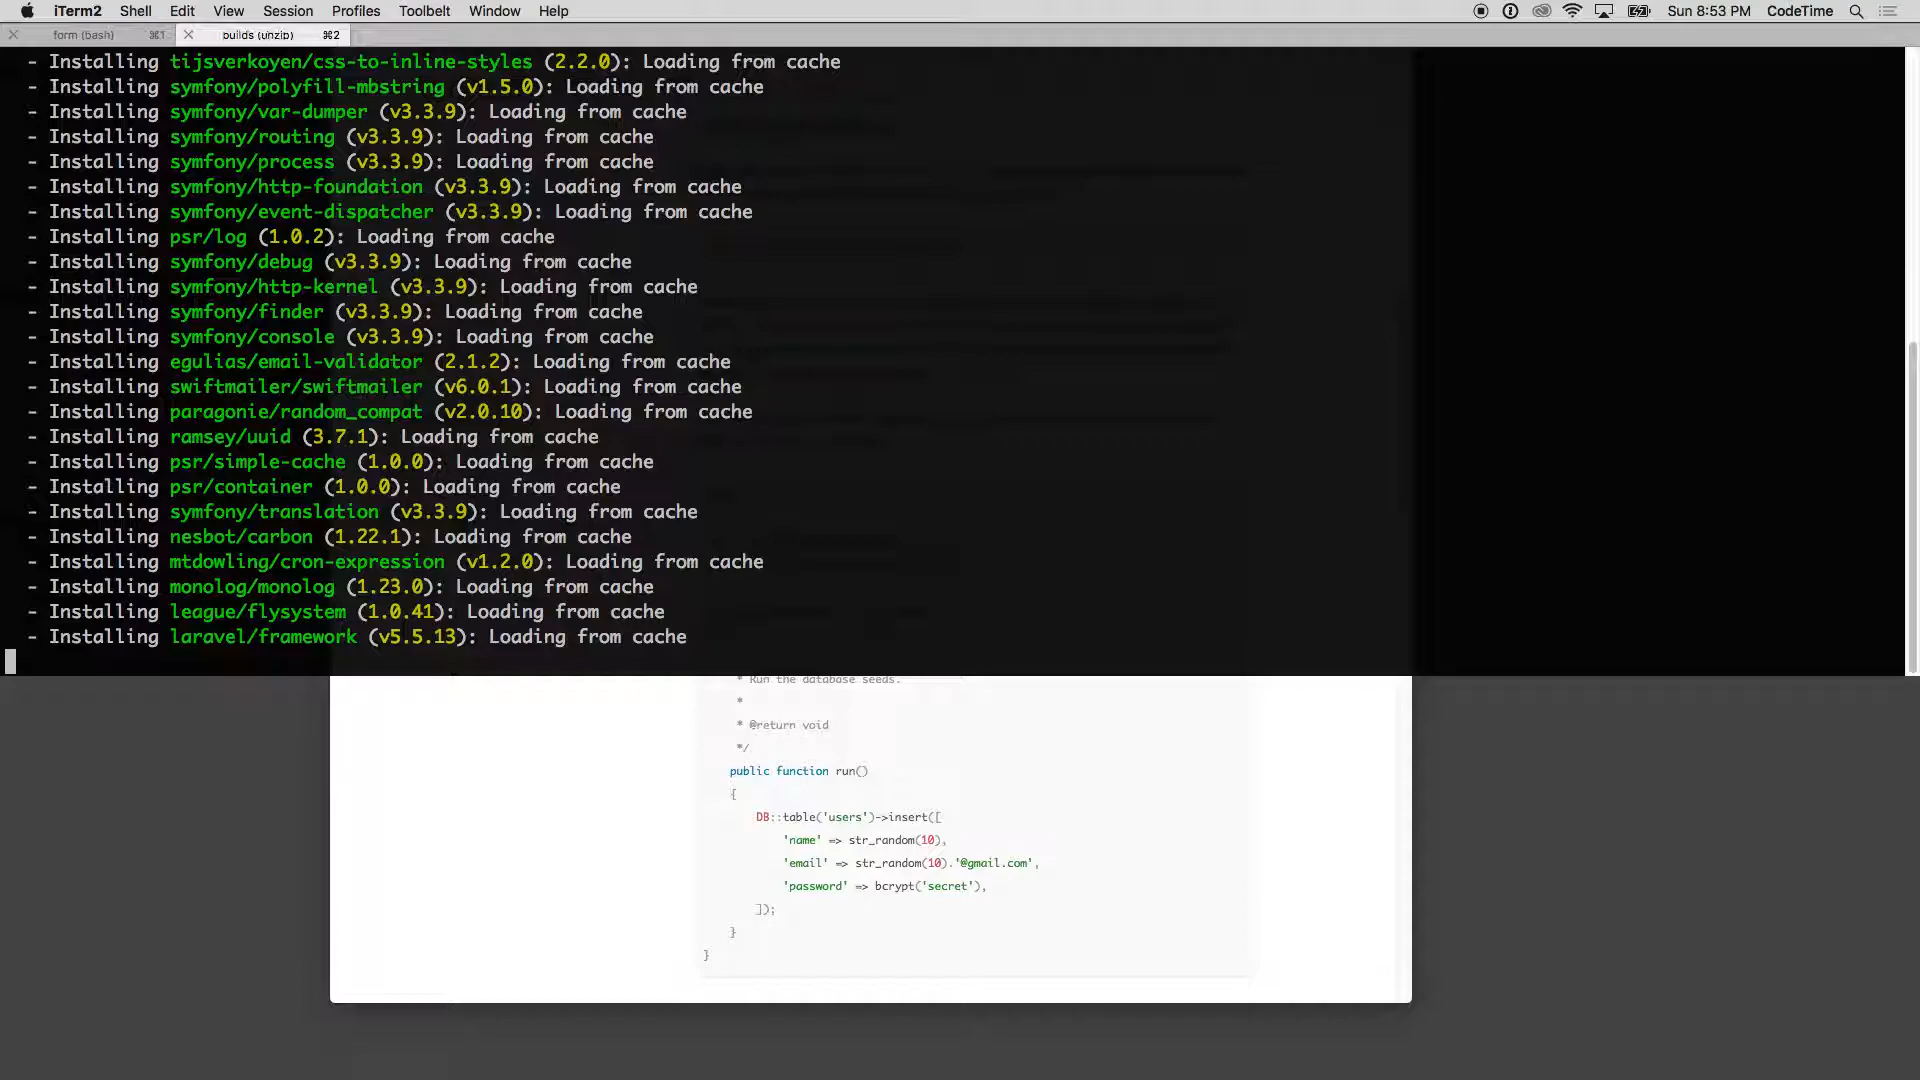 iTerm2 Shell Edit View Session Profiles Toolbelt Window Help Sun 8:53 PM CodeTime
form (bash) ⌘1 builds (unzip) ⌘2
- Installing tijsverkoyen/css-to-inline-styles (2.2.0): Loading from cache
- Installing symfony/polyfill-mbstring (v1.5.0): Loading from cache
- Installing symfony/var-dumper (v3.3.9): Loading from cache
- Installing symfony/routing (v3.3.9): Loading from cache
- Installing symfony/process (v3.3.9): Loading from cache
- Installing symfony/http-foundation (v3.3.9): Loading from cache
- Installing symfony/event-dispatcher (v3.3.9): Loading from cache
- Installing psr/log (1.0.2): Loading from cache
- Installing symfony/debug (v3.3.9): Loading from cache
- Installing symfony/http-kernel (v3.3.9): Loading from cache
- Installing symfony/finder (v3.3.9): Loading from cache
- Installing symfony/console (v3.3.9): Loading from cache
- Installing egulias/email-validator (2.1.2): Loading from cache
- Installing swiftmailer/swiftmailer (v6.0.1): Loading from cache
- Installing paragonie/random_compat (v2.0.10): Loading from cache
- Installing ramsey/uuid (3.7.1): Loading from cache
- Installing psr/simple-cache (1.0.0): Loading from cache
- Installing psr/container (1.0.0): Loading from cache
- Installing symfony/translation (v3.3.9): Loading from cache
- Installing nesbot/carbon (1.22.1): Loading from cache
- Installing mtdowling/cron-expression (v1.2.0): Loading from cache
- Installing monolog/monolog (1.23.0): Loading from cache
- Installing league/flysystem (1.0.41): Loading from cache
- Installing laravel/framework (v5.5.13): Loading from cache
* Run the database seeds.
*
* @return void
*/
public function run()
{
DB::table('users')->insert([
'name' => str_random(10),
'email' => str_random(10).'@gmail.com',
'password' => bcrypt('secret'),
]);
}
}